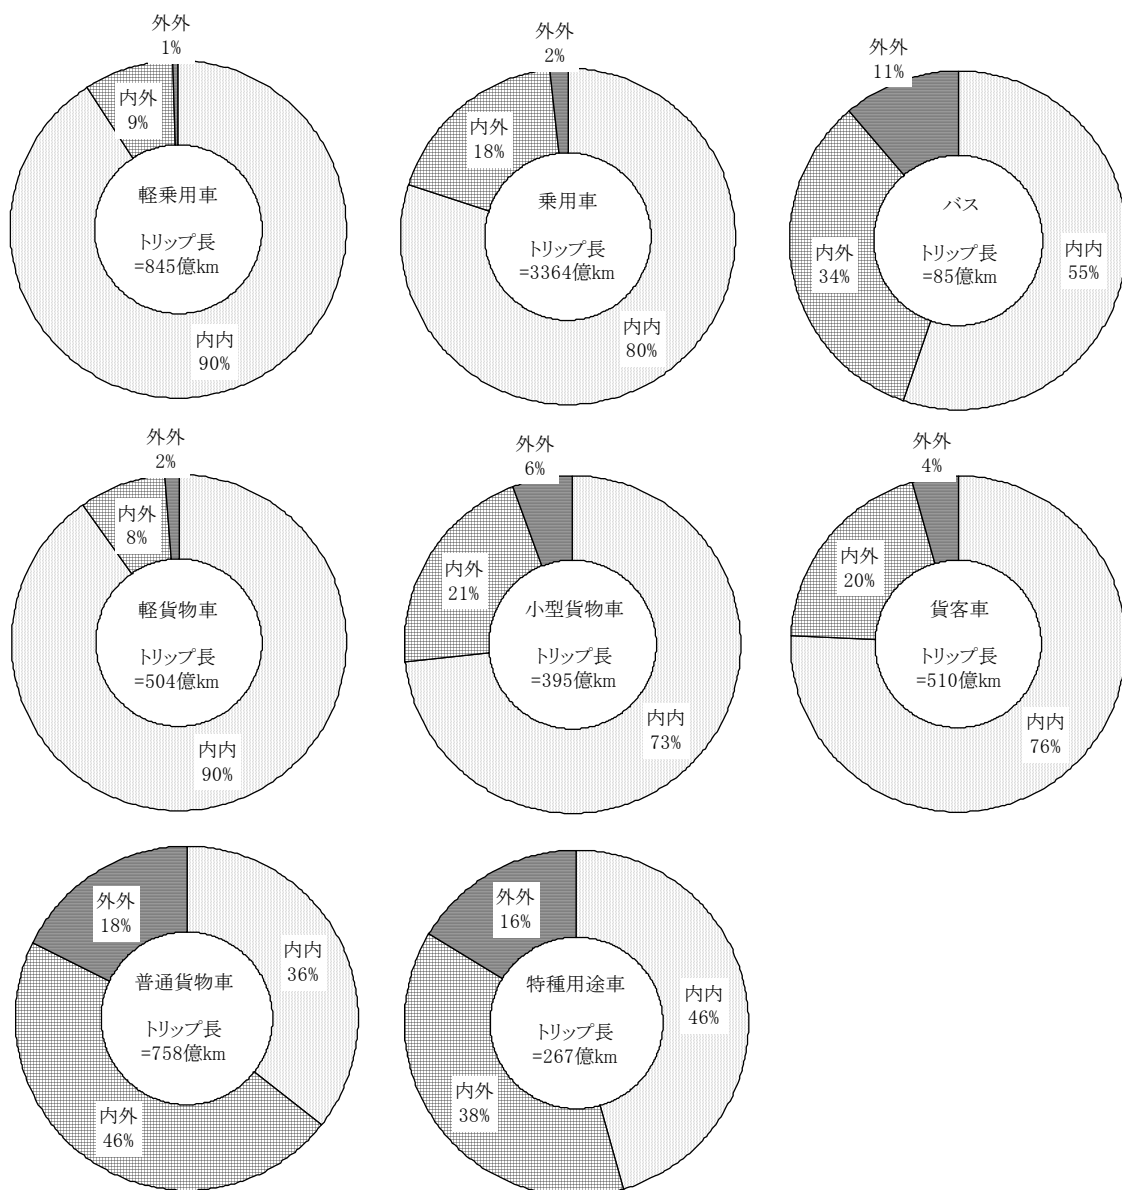 外外
1%
内外
9%
軽乗用車
トリップ長
=845億km
内内
90%
外外
2%
内外
18%
乗用車
トリップ長
=3364億km
内内
80%
外外
11%
内外
34%
バス
トリップ長
=85億km
内内
55%
外外
2%
内外
8%
軽貨物車
トリップ長
=504億km
内内
90%
外外
6%
内外
21%
小型貨物車
トリップ長
=395億km
内内
73%
外外
4%
内外
20%
貨客車
トリップ長
=510億km
内内
76%
外外
18%
内内
36%
普通貨物車
トリップ長
=758億km
内外
46%
外外
16%
内内
46%
特種用途車
トリップ長
=267億km
内外
38%